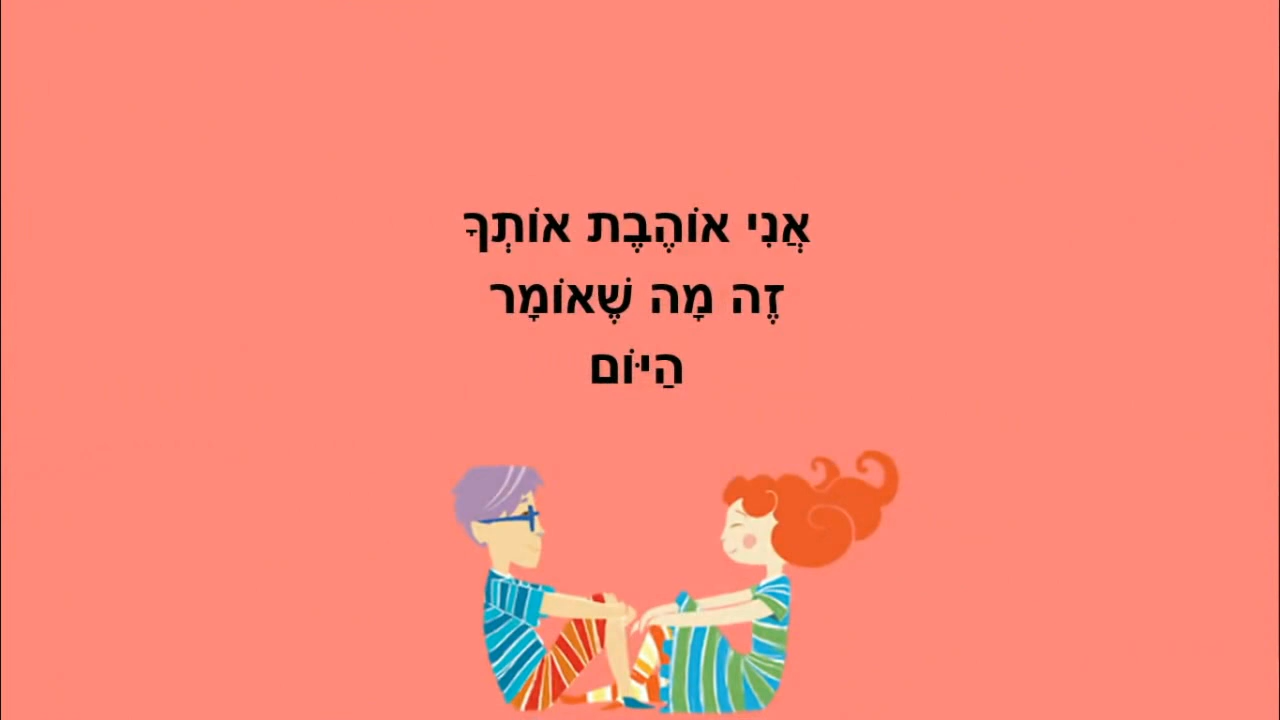 אֲנִי אוֹהֶבֶת אוֹתְךָ
זֶה מָה שֶׁאוֹמָר
הַיּוֹם